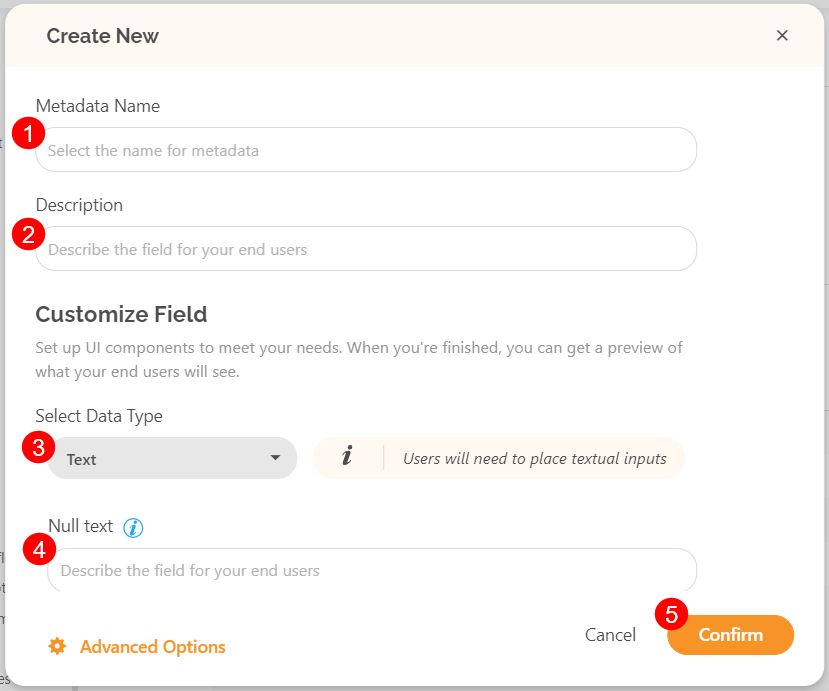 Create New
×
Metadata Name
1
Select the name for metadata
Description
2
Describe the field for your end users
Customize Field
Set up UI components to meet your needs. When you're finished, you can get a preview of
what your end users will see.
Select Data Type
3
Text
i
Users will need to place textual inputs
Null text i
4
Describe the field for your end users
5
Advanced Options
Cancel
Confirm